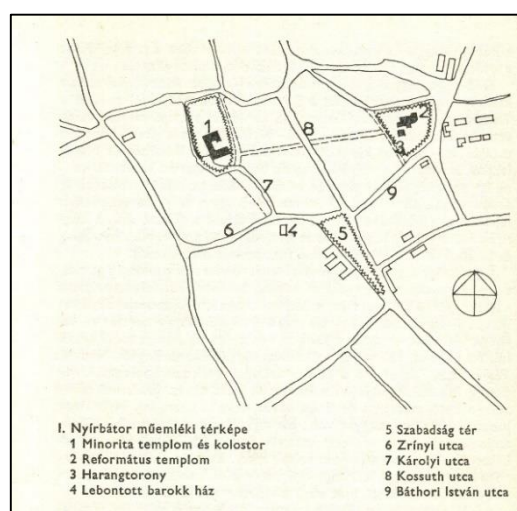 1
2
3
8
7
9
6
4
5
I. Nyírbátor műemléki térképe
1 Minorita templom és kolostor
2 Református templom
3 Harangtorony
4 Lebontott barokk ház
5 Szabadság tér
6 Zrínyi utca
7 Károlyi utca
8 Kossuth utca
9 Báthori István utca